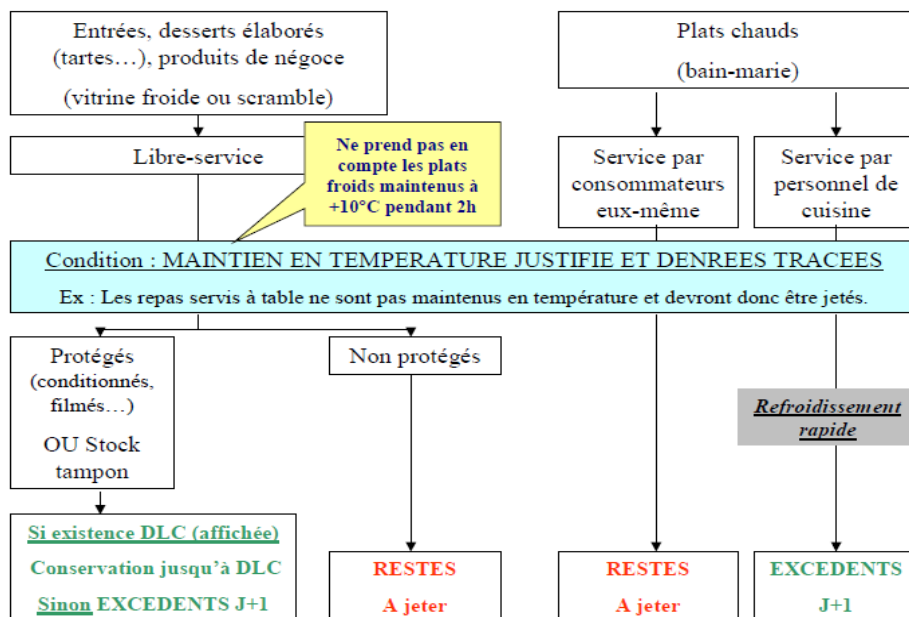 Entrées, desserts élaborés
(tartes…), produits de négoce
(vitrine froide ou scramble)
Plats chauds
(bain-marie)
Libre-service
Ne prend pas en
compte les plats
froids maintenus à
+10°C pendant 2h
Service par
consommateurs
eux-même
Service par
personnel de
cuisine
Condition : MAINTIEN EN TEMPERATURE JUSTIFIE ET DENREES TRACEES
Ex : Les repas servis à table ne sont pas maintenus en température et devront donc être jetés.
Protégés
(conditionnés,
filmés…)
OU Stock
tampon
Non protégés
Refroidissement
rapide
Si existence DLC (affichée)
Conservation jusqu’à DLC
Sinon EXCEDENTS J+1
RESTES
A jeter
RESTES
A jeter
EXCEDENTS
J+1